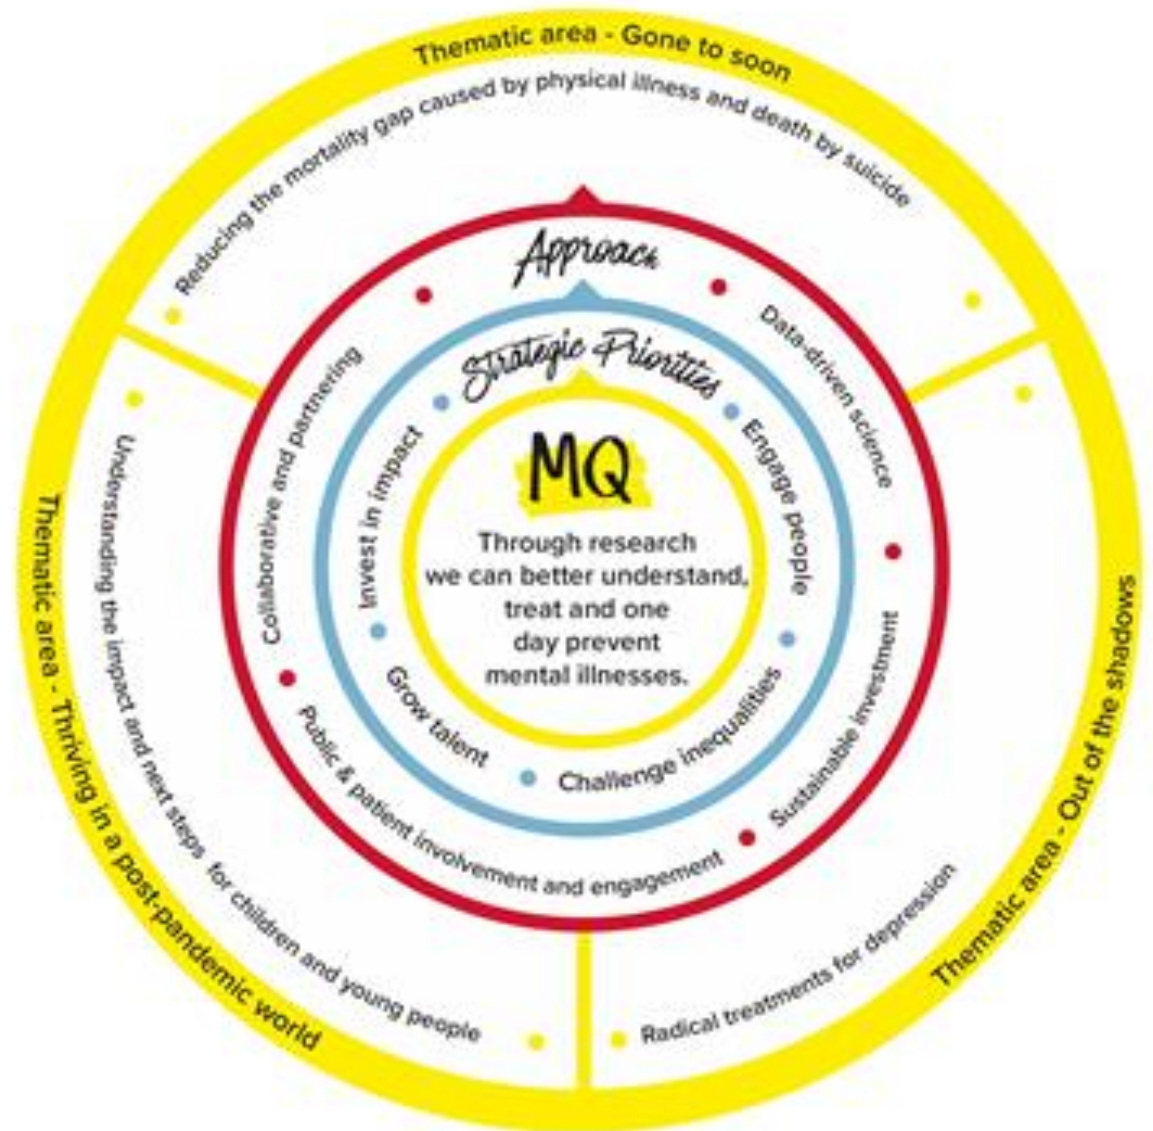 Thematic area - Gone to soon
Reducing the mortality gap caused by physical illness and death by suicide
Approach
Data-driven science
Sustainable investment
Public & patient involvement and engagement
Collaborative and partnering
Strategic Priorities
Engage people
Challenge inequalities
Grow talent
Invest in impact
MQ
Through research
we can better understand,
treat and one
day prevent
mental illnesses.
Thematic area - Out of the shadows
Radical treatments for depression
Thematic area - Thriving in a post-pandemic world
Understanding the impact and next steps for children and young people